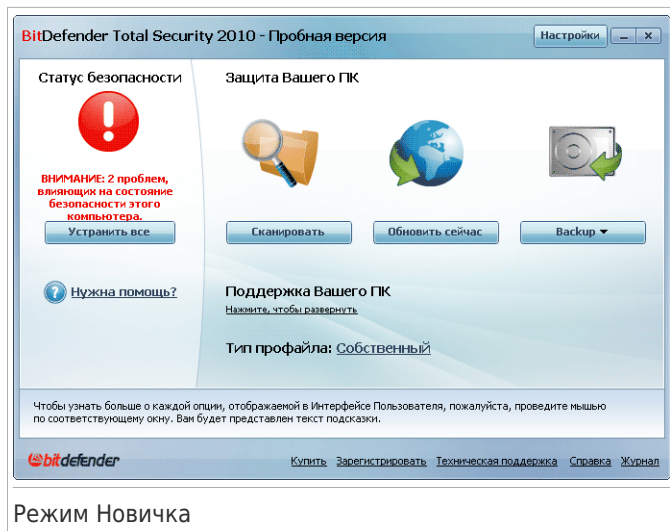 BitDefender Total Security 2010 - Пробная версия
Настройки
Статус безопасности
Защита Вашего ПК
ВНИМАНИЕ: 2 проблем,
влияющих на состояние
безопасности этого
компьютера.
Устранить все
Сканировать
Обновить сейчас
Backup
Нужна помощь?
Поддержка Вашего ПК
Нажмите, чтобы развернуть
Тип профайла: Собственный
Чтобы узнать больше о каждой опции, отображаемой в Интерфейсе Пользователя, пожалуйста, проведите мышью
по соответствующему окну. Вам будет представлен текст подсказки.
bitdefender
Купить Зарегистрировать Техническая поддержка Справка Журнал
Режим Новичка